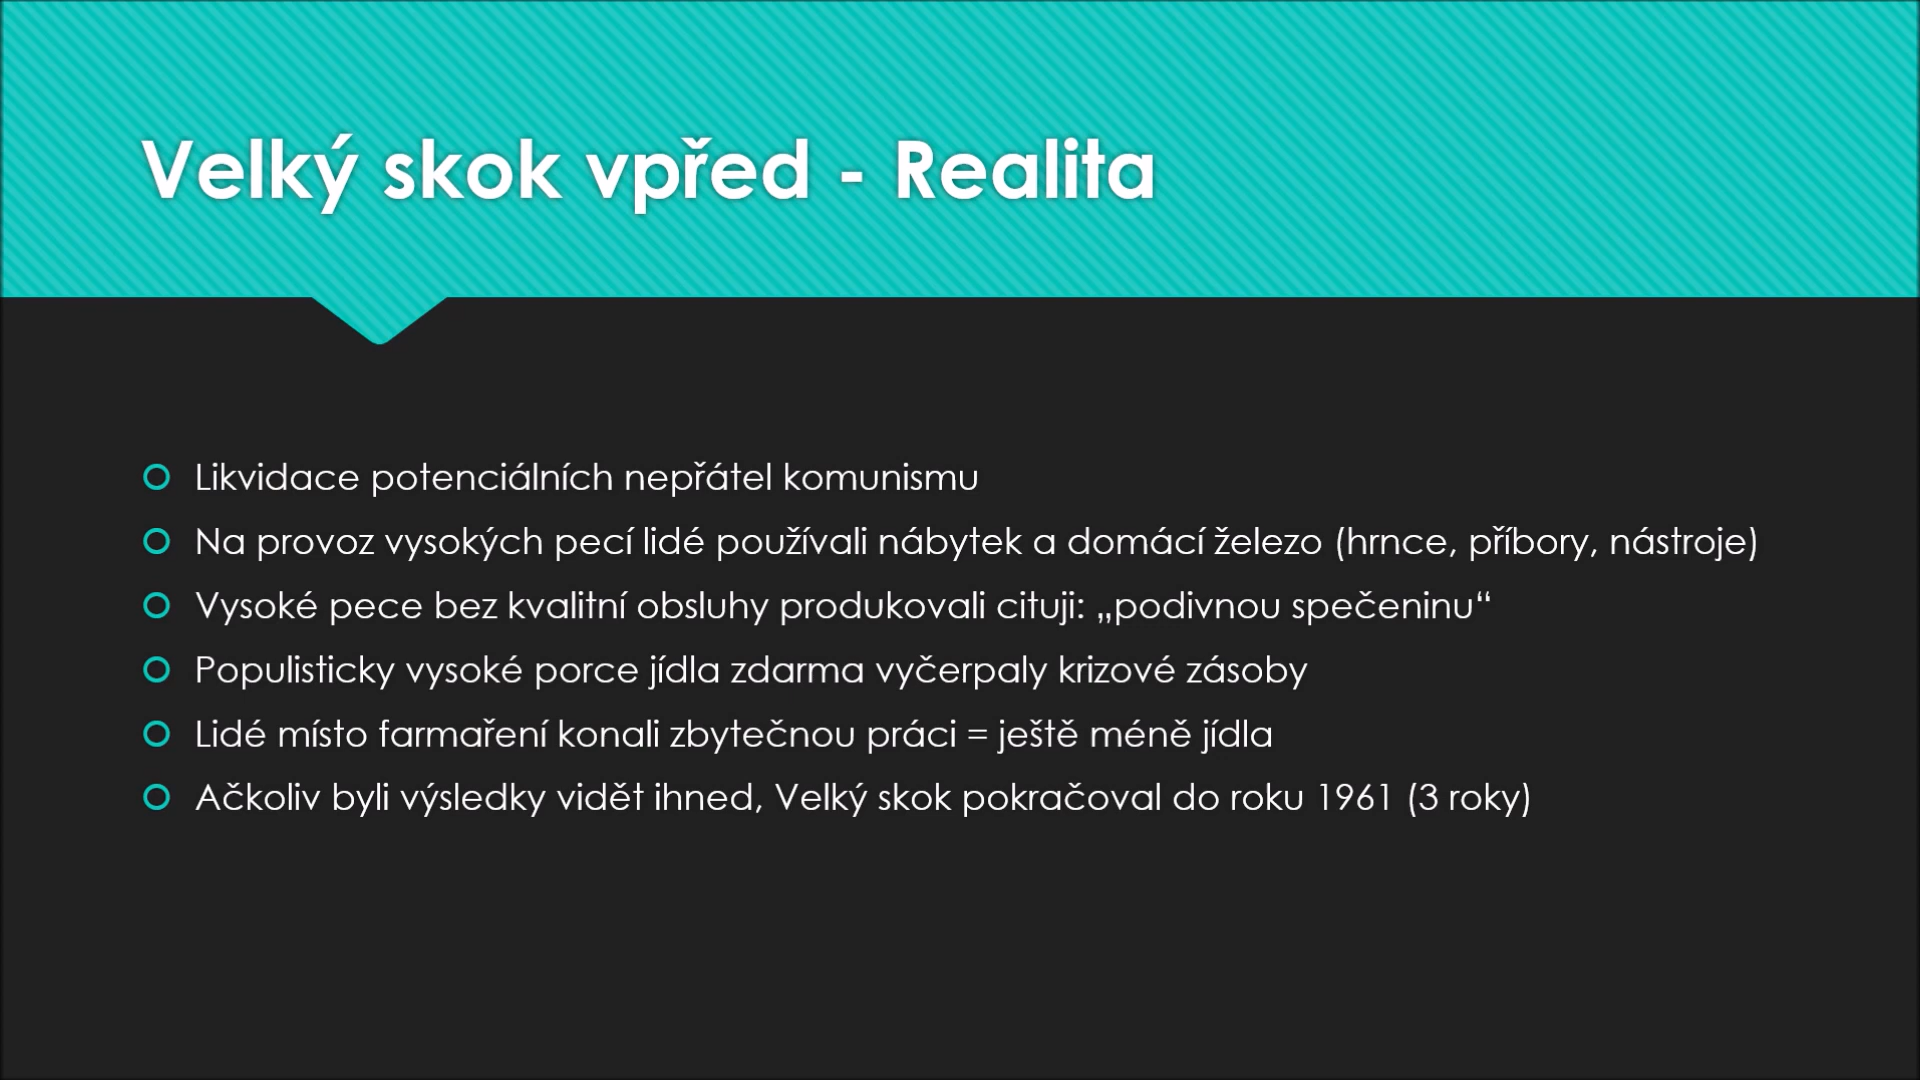 Velký skok vpřed - Realita
Likvidace potenciálních nepřátel komunismu
Na provoz vysokých pecí lidé používali nábytek a domácí železo (hrnce, příbory, nástroje)
Vysoké pece bez kvalitní obsluhy produkovali cituji: „podivnou spečeninu“
Populisticky vysoké porce jídla zdarma vyčerpaly krizové zásoby
Lidé místo farmaření konali zbytečnou práci = ještě méně jídla
Ačkoliv byli výsledky vidět ihned, Velký skok pokračoval do roku 1961 (3 roky)